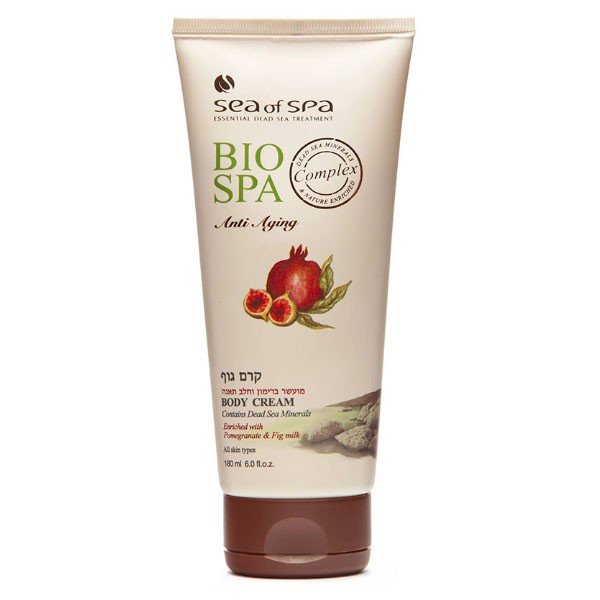 sea of spa
ESSENTIAL DEAD SEA TREATMENT
BIO
SPA
DEAD SEA MINERALS
Complex
& NATURE ENRICHED
Anti Aging
קרם גוף
מועשר ברימון וחלב תאנה
BODY CREAM
Contains Dead Sea Minerals
Enriched with
Pomegranate & Fig milk
All skin types
180 ml 6.0 fl.o.z.